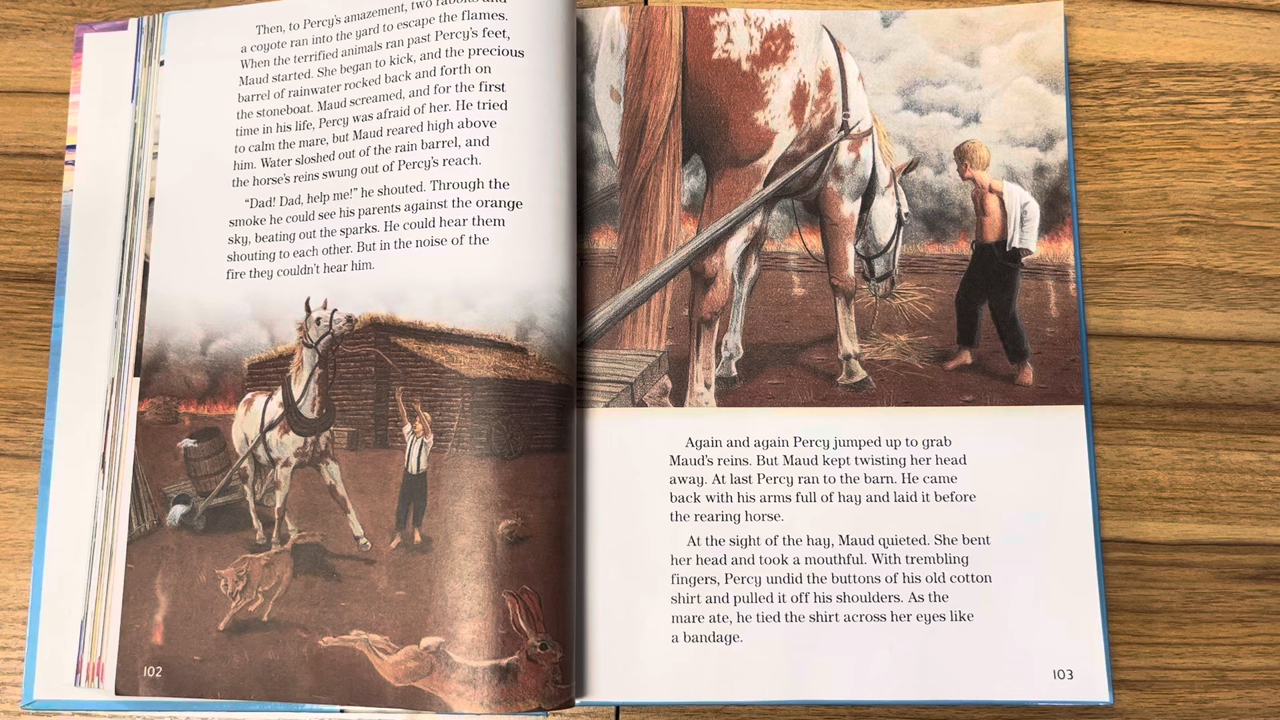 Then, to Percy's amazement, two rabbits and
a coyote ran into the yard to escape the flames.
When the terrified animals ran past Percy's feet,
Maud started. She began to kick, and the precious
barrel of rainwater rocked back and forth on
the stoneboat. Maud screamed, and for the first
time in his life, Percy was afraid of her. He tried
to calm the mare, but Maud reared high above
him. Water sloshed out of the rain barrel, and
the horse's reins swung out of Percy's reach.
“Dad! Dad, help me!” he shouted. Through the
smoke he could see his parents against the orange
sky, beating out the sparks. He could hear them
shouting to each other. But in the noise of the
fire they couldn't hear him.
102
Again and again Percy jumped up to grab
Maud's reins. But Maud kept twisting her head
away. At last Percy ran to the barn. He came
back with his arms full of hay and laid it before
the rearing horse.
At the sight of the hay, Maud quieted. She bent
her head and took a mouthful. With trembling
fingers, Percy undid the buttons of his old cotton
shirt and pulled it off his shoulders. As the
mare ate, he tied the shirt across her eyes like
a bandage.
103